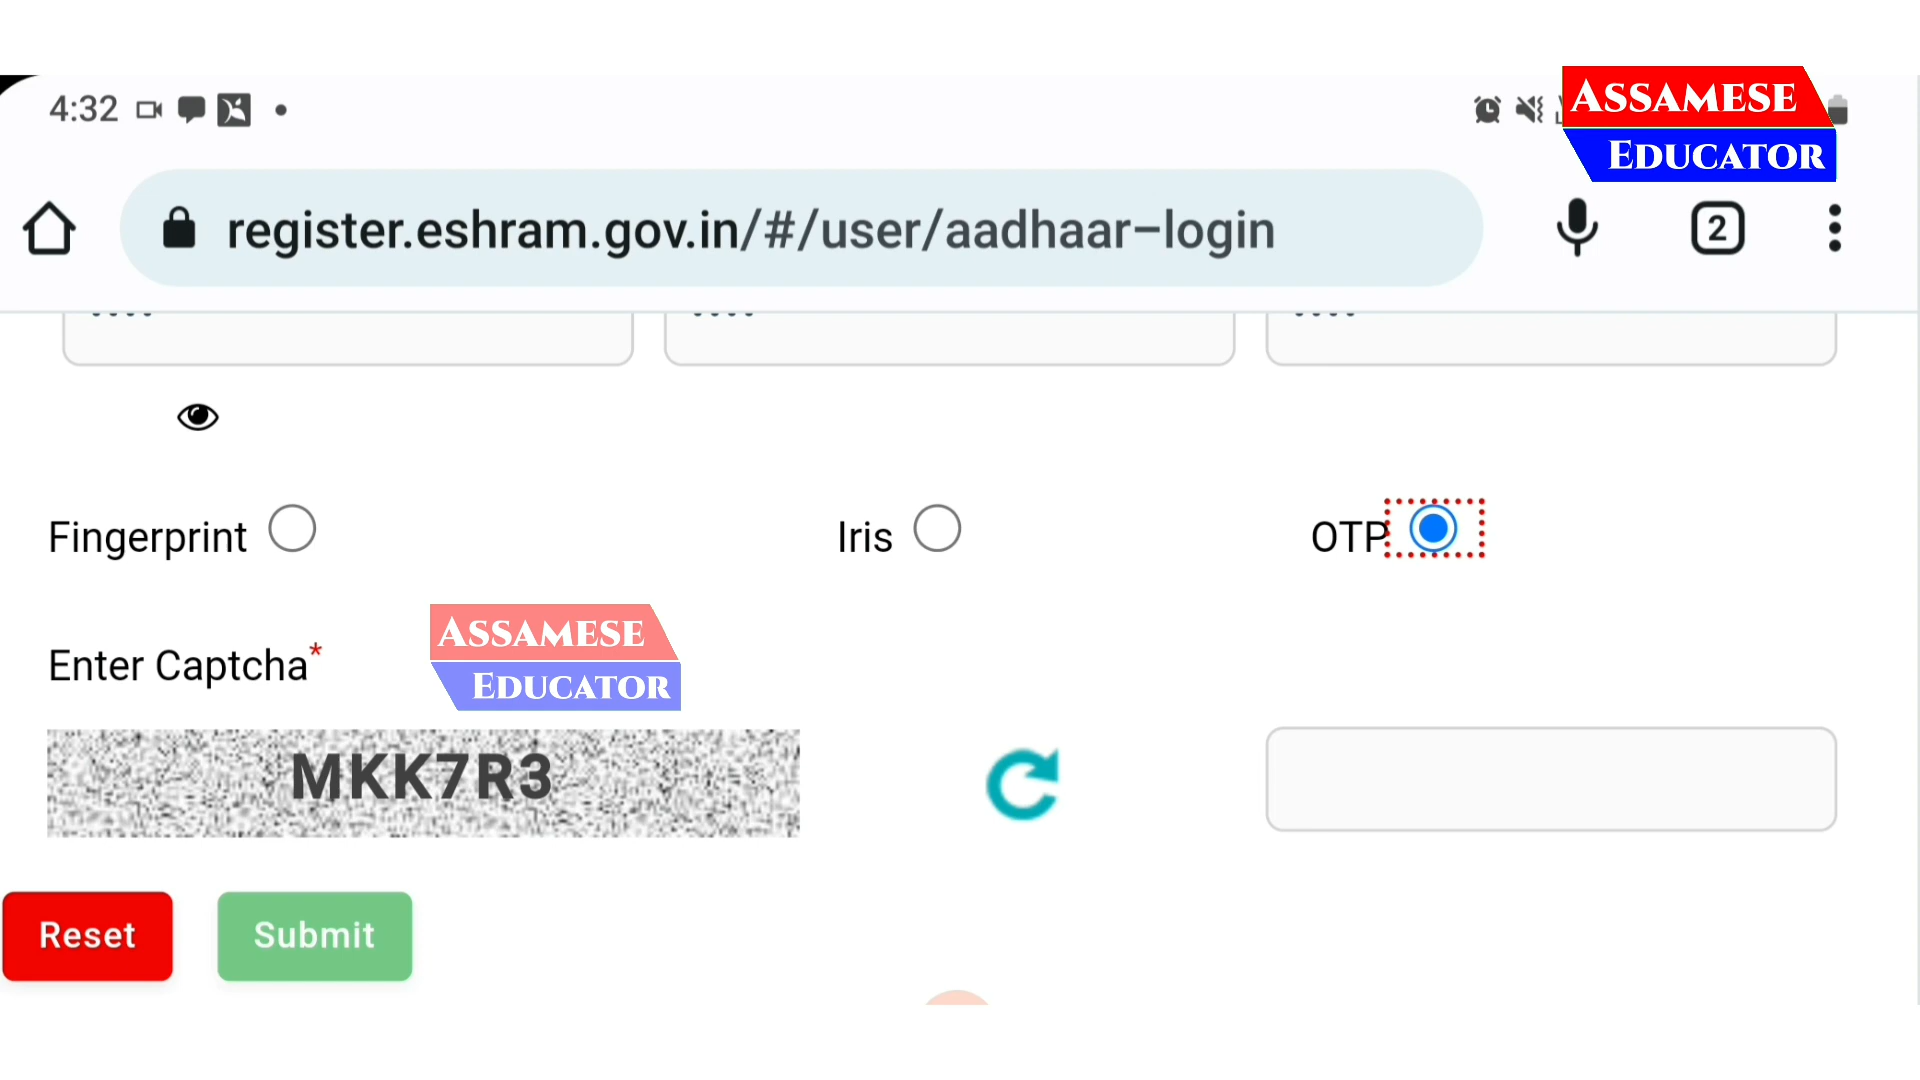 4:32
ASSAMESE
EDUCATOR
register.eshram.gov.in/#/user/aadhaar-login
2
Fingerprint
Iris
OTP
Enter Captcha*
ASSAMESE
EDUCATOR
MKK7R3
Reset
Submit